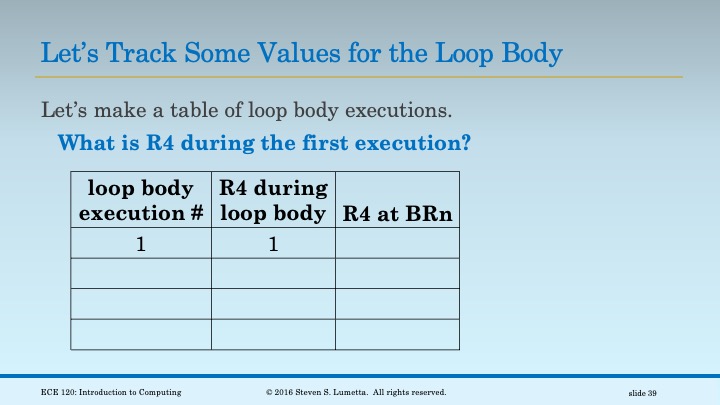 Let's Track Some Values for the Loop Body
Let's make a table of loop body executions.
What is R4 during the first execution?
loop body execution # R4 during loop body R4 at BRn
1 1
ECE 120: Introduction to Computing © 2016 Steven S. Lumetta. All rights reserved. slide 39